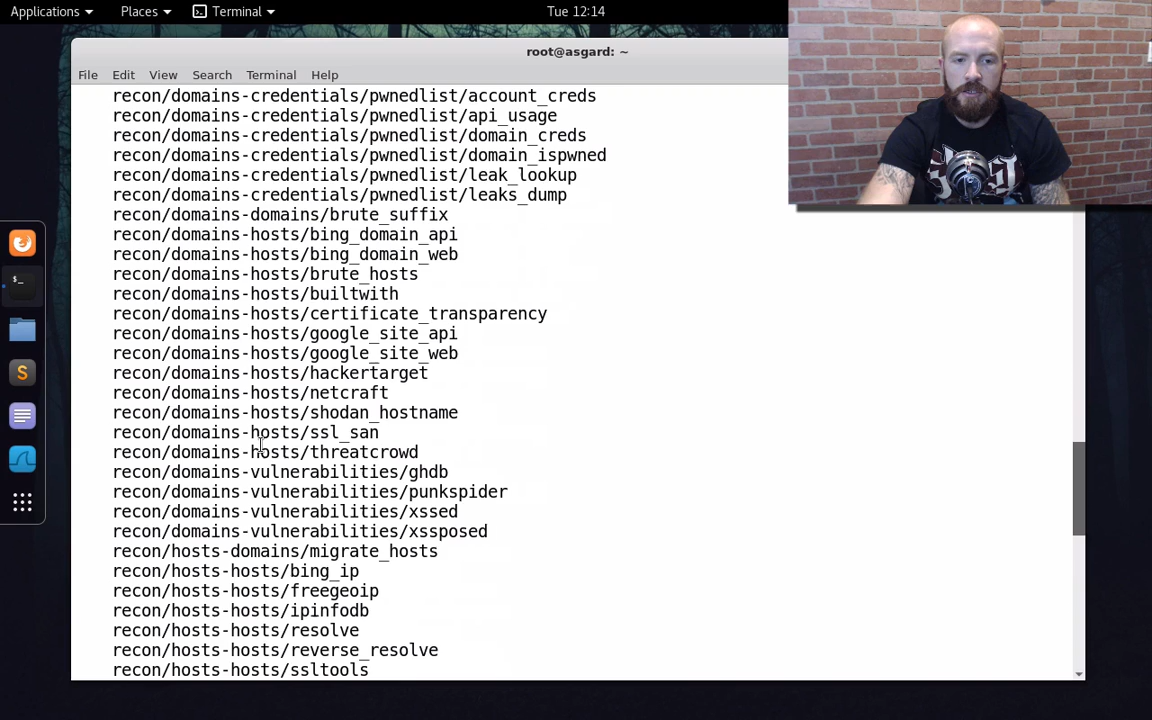 Applications
Places
Terminal
Tue 12:14
root@asgard: ~
File Edit View Search Terminal Help
recon/domains-credentials/pwnedlist/account_creds
recon/domains-credentials/pwnedlist/api_usage
recon/domains-credentials/pwnedlist/domain_creds
recon/domains-credentials/pwnedlist/domain_ispwned
recon/domains-credentials/pwnedlist/leak_lookup
recon/domains-credentials/pwnedlist/leaks_dump
recon/domains-domains/brute_suffix
recon/domains-hosts/bing_domain_api
recon/domains-hosts/bing_domain_web
recon/domains-hosts/brute_hosts
recon/domains-hosts/builtwith
recon/domains-hosts/certificate_transparency
recon/domains-hosts/google_site_api
recon/domains-hosts/google_site_web
recon/domains-hosts/hackertarget
recon/domains-hosts/netcraft
recon/domains-hosts/shodan_hostname
recon/domains-hosts/ssl_san
recon/domains-hosts/threatcrowd
recon/domains-vulnerabilities/ghdb
recon/domains-vulnerabilities/punkspider
recon/domains-vulnerabilities/xssed
recon/domains-vulnerabilities/xssposed
recon/hosts-domains/migrate_hosts
recon/hosts-hosts/bing_ip
recon/hosts-hosts/freegeoip
recon/hosts-hosts/ipinfodb
recon/hosts-hosts/resolve
recon/hosts-hosts/reverse_resolve
recon/hosts-hosts/ssltools